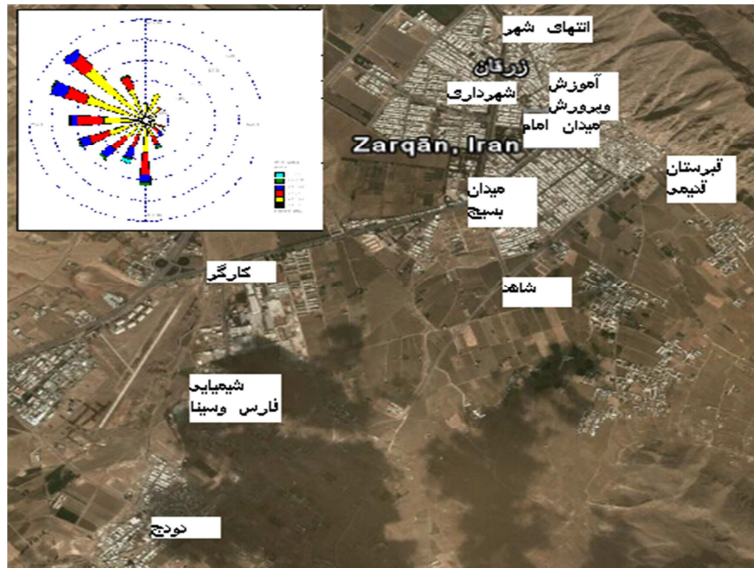 انتهای شهر
زرقان
آموزش
وپرورش
شهرداری
میدان امام
Zarqān, Iran
قبرستان
قدیمی
میدان
بسیج
کارگر
شاهد
شیمیایی
فارس وسینا
دودج